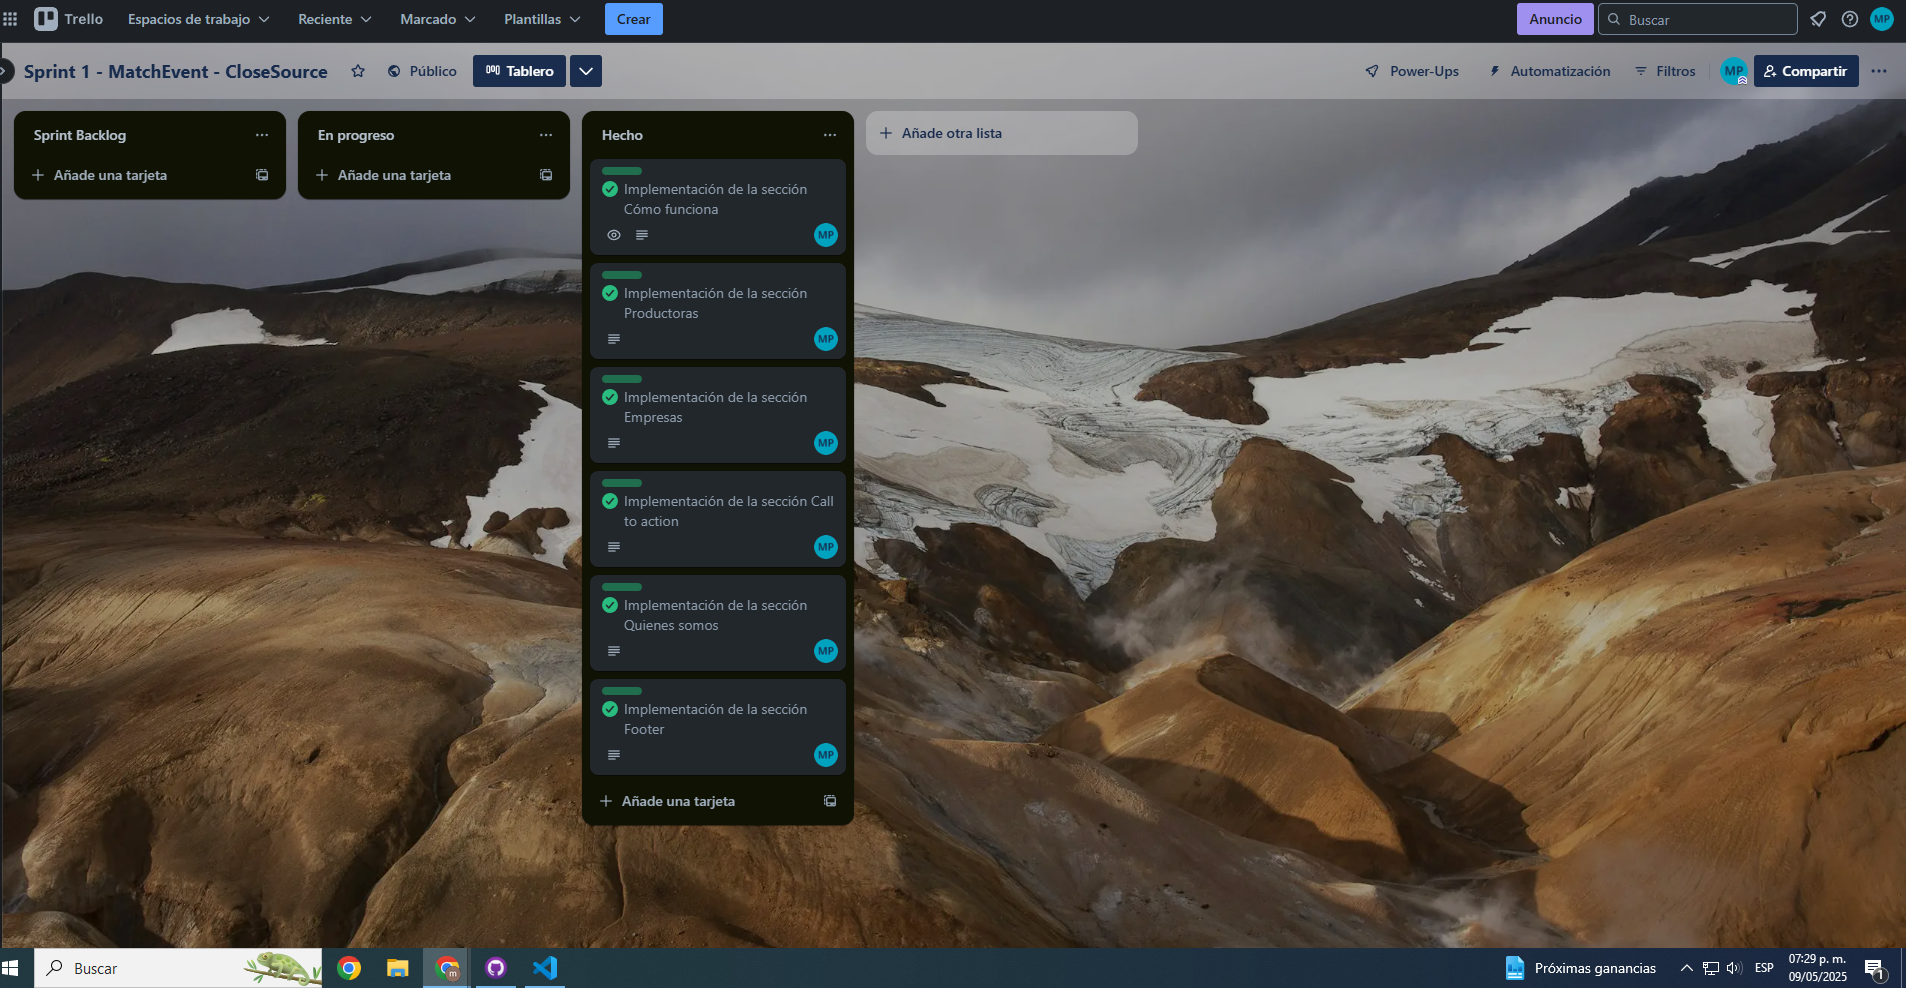 Trello
Espacios de trabajo
Reciente
Marcado
Plantillas
Crear
Anuncio
Buscar
MP
Sprint 1 - MatchEvent - CloseSource
Público
Tablero
Power-Ups
Automatización
Filtros
MP
Compartir
Sprint Backlog
Añade una tarjeta
En progreso
Añade una tarjeta
Hecho
Implementación de la sección
Cómo funciona
MP
Implementación de la sección
Productoras
MP
Implementación de la sección
Empresas
MP
Implementación de la sección Call
to action
MP
Implementación de la sección
Quienes somos
MP
Implementación de la sección
Footer
MP
Añade una tarjeta
Añade otra lista
Buscar
m
Próximas ganancias
ESP
07:29 p. m.
09/05/2025
1